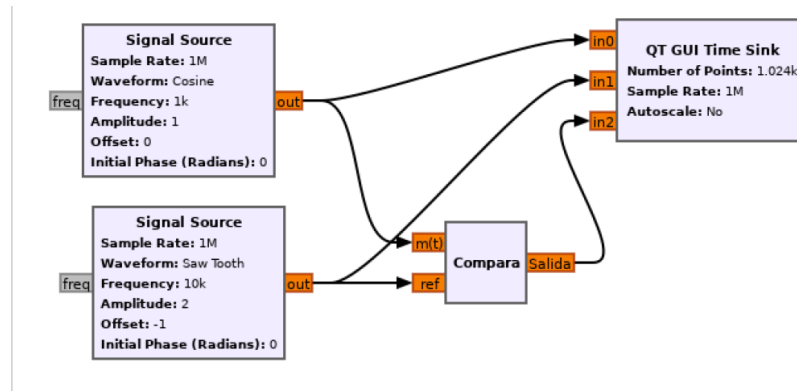 Signal Source
Sample Rate: 1M
Waveform: Cosine
freq
Frequency: 1k
out
Amplitude: 1
Offset: 0
Initial Phase (Radians): 0
Signal Source
Sample Rate: 1M
Waveform: Saw Tooth
freq
Frequency: 10k
out
Amplitude: 2
Offset: -1
Initial Phase (Radians): 0
m(t)
ref
Compara
Salida
in0
in1
in2
QT GUI Time Sink
Number of Points: 1.024k
Sample Rate: 1M
Autoscale: No